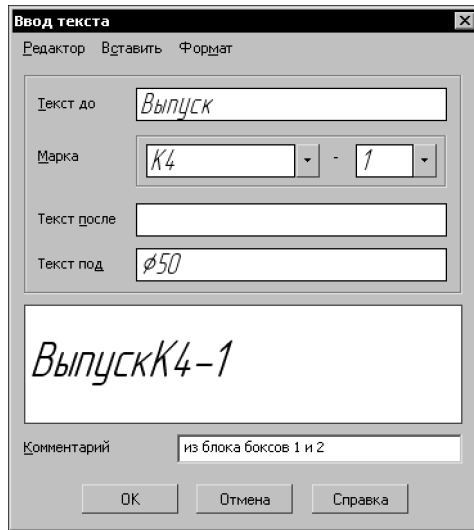 Ввод текста
Редактор Вставить Формат
Текст до Выпуск
Марка К4 - 1
Текст после
Текст под ⌀50
ВыпускК4-1
Комментарий из блока боксов 1 и 2
OK Отмена Справка